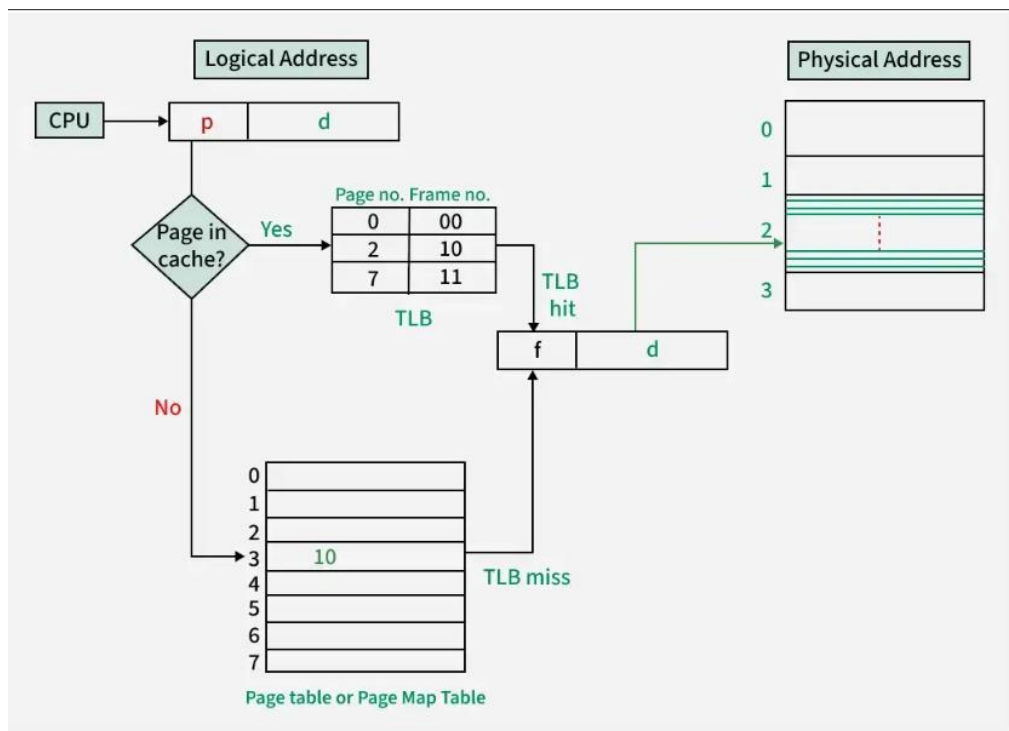 Logical Address
Physical Address
CPU
p
d
0
1
2
3
Page no. Frame no.
0 00
2 10
7 11
TLB
Page in
cache?
Yes
No
TLB
hit
f
d
0
1
2
3 10
4
5
6
7
TLB miss
Page table or Page Map Table